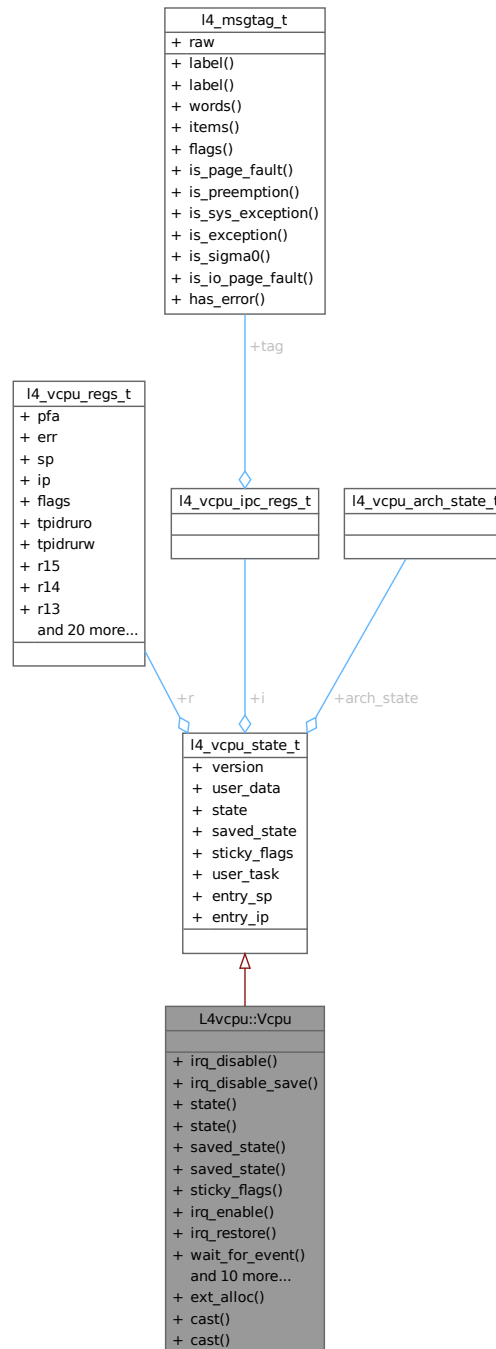 l4_msgtag_t
+ raw
+ label()
+ label()
+ words()
+ items()
+ flags()
+ is_page_fault()
+ is_preemption()
+ is_sys_exception()
+ is_exception()
+ is_sigma0()
+ is_io_page_fault()
+ has_error()
+tag
l4_vcpu_regs_t
+ pfa
+ err
+ sp
+ ip
+ flags
+ tpidruro
+ tpidrurw
+ r15
+ r14
+ r13
and 20 more...
l4_vcpu_ipc_regs_t
l4_vcpu_arch_state_t
+r
+i
+arch_state
l4_vcpu_state_t
+ version
+ user_data
+ state
+ saved_state
+ sticky_flags
+ user_task
+ entry_sp
+ entry_ip
L4vcpu::Vcpu
+ irq_disable()
+ irq_disable_save()
+ state()
+ state()
+ saved_state()
+ saved_state()
+ sticky_flags()
+ irq_enable()
+ irq_restore()
+ wait_for_event()
and 10 more...
+ ext_alloc()
+ cast()
+ cast()